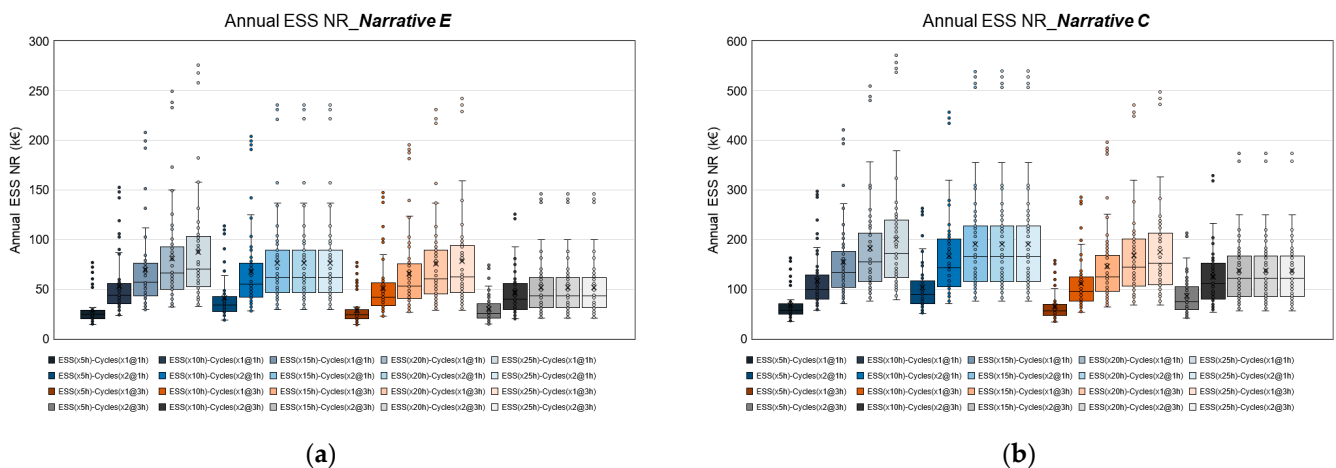 Annual ESS NR_Narrative E
Annual ESS NR (k€)
300
250
200
150
100
50
0
ESS(x5h)-Cycles(x1@1h) ESS(x10h)-Cycles(x1@1h) ESS(x15h)-Cycles(x1@1h) ESS(x20h)-Cycles(x1@1h) ESS(x25h)-Cycles(x1@1h)
ESS(x5h)-Cycles(x2@1h) ESS(x10h)-Cycles(x2@1h) ESS(x15h)-Cycles(x2@1h) ESS(x20h)-Cycles(x2@1h) ESS(x25h)-Cycles(x2@1h)
ESS(x5h)-Cycles(x1@3h) ESS(x10h)-Cycles(x1@3h) ESS(x15h)-Cycles(x1@3h) ESS(x20h)-Cycles(x1@3h) ESS(x25h)-Cycles(x1@3h)
ESS(x5h)-Cycles(x2@3h) ESS(x10h)-Cycles(x2@3h) ESS(x15h)-Cycles(x2@3h) ESS(x20h)-Cycles(x2@3h) ESS(x25h)-Cycles(x2@3h)
(a)
Annual ESS NR_Narrative C
Annual ESS NR (k€)
600
500
400
300
200
100
0
ESS(x5h)-Cycles(x1@1h) ESS(x10h)-Cycles(x1@1h) ESS(x15h)-Cycles(x1@1h) ESS(x20h)-Cycles(x1@1h) ESS(x25h)-Cycles(x1@1h)
ESS(x5h)-Cycles(x2@1h) ESS(x10h)-Cycles(x2@1h) ESS(x15h)-Cycles(x2@1h) ESS(x20h)-Cycles(x2@1h) ESS(x25h)-Cycles(x2@1h)
ESS(x5h)-Cycles(x1@3h) ESS(x10h)-Cycles(x1@3h) ESS(x15h)-Cycles(x1@3h) ESS(x20h)-Cycles(x1@3h) ESS(x25h)-Cycles(x1@3h)
ESS(x5h)-Cycles(x2@3h) ESS(x10h)-Cycles(x2@3h) ESS(x15h)-Cycles(x2@3h) ESS(x20h)-Cycles(x2@3h) ESS(x25h)-Cycles(x2@3h)
(b)